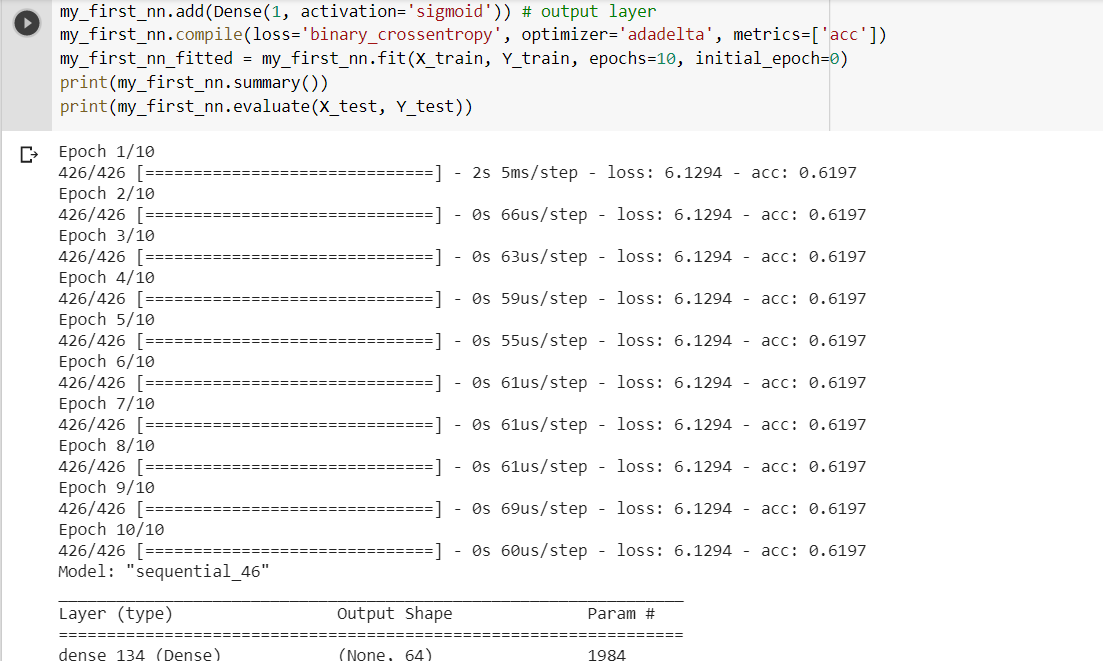 my_first_nn.add(Dense(1, activation='sigmoid')) # output layer
my_first_nn.compile(loss='binary_crossentropy', optimizer='adadelta', metrics=['acc'])
my_first_nn_fitted = my_first_nn.fit(X_train, Y_train, epochs=10, initial_epoch=0)
print(my_first_nn.summary())
print(my_first_nn.evaluate(X_test, Y_test))
Epoch 1/10
426/426 [==============================] - 2s 5ms/step - loss: 6.1294 - acc: 0.6197
Epoch 2/10
426/426 [==============================] - 0s 66us/step - loss: 6.1294 - acc: 0.6197
Epoch 3/10
426/426 [==============================] - 0s 63us/step - loss: 6.1294 - acc: 0.6197
Epoch 4/10
426/426 [==============================] - 0s 59us/step - loss: 6.1294 - acc: 0.6197
Epoch 5/10
426/426 [==============================] - 0s 55us/step - loss: 6.1294 - acc: 0.6197
Epoch 6/10
426/426 [==============================] - 0s 61us/step - loss: 6.1294 - acc: 0.6197
Epoch 7/10
426/426 [==============================] - 0s 61us/step - loss: 6.1294 - acc: 0.6197
Epoch 8/10
426/426 [==============================] - 0s 61us/step - loss: 6.1294 - acc: 0.6197
Epoch 9/10
426/426 [==============================] - 0s 69us/step - loss: 6.1294 - acc: 0.6197
Epoch 10/10
426/426 [==============================] - 0s 60us/step - loss: 6.1294 - acc: 0.6197
Model: "sequential_46"
_________________________________________________________________
Layer (type)                 Output Shape              Param #
=================================================================
dense_134 (Dense)            (None, 64)                1984